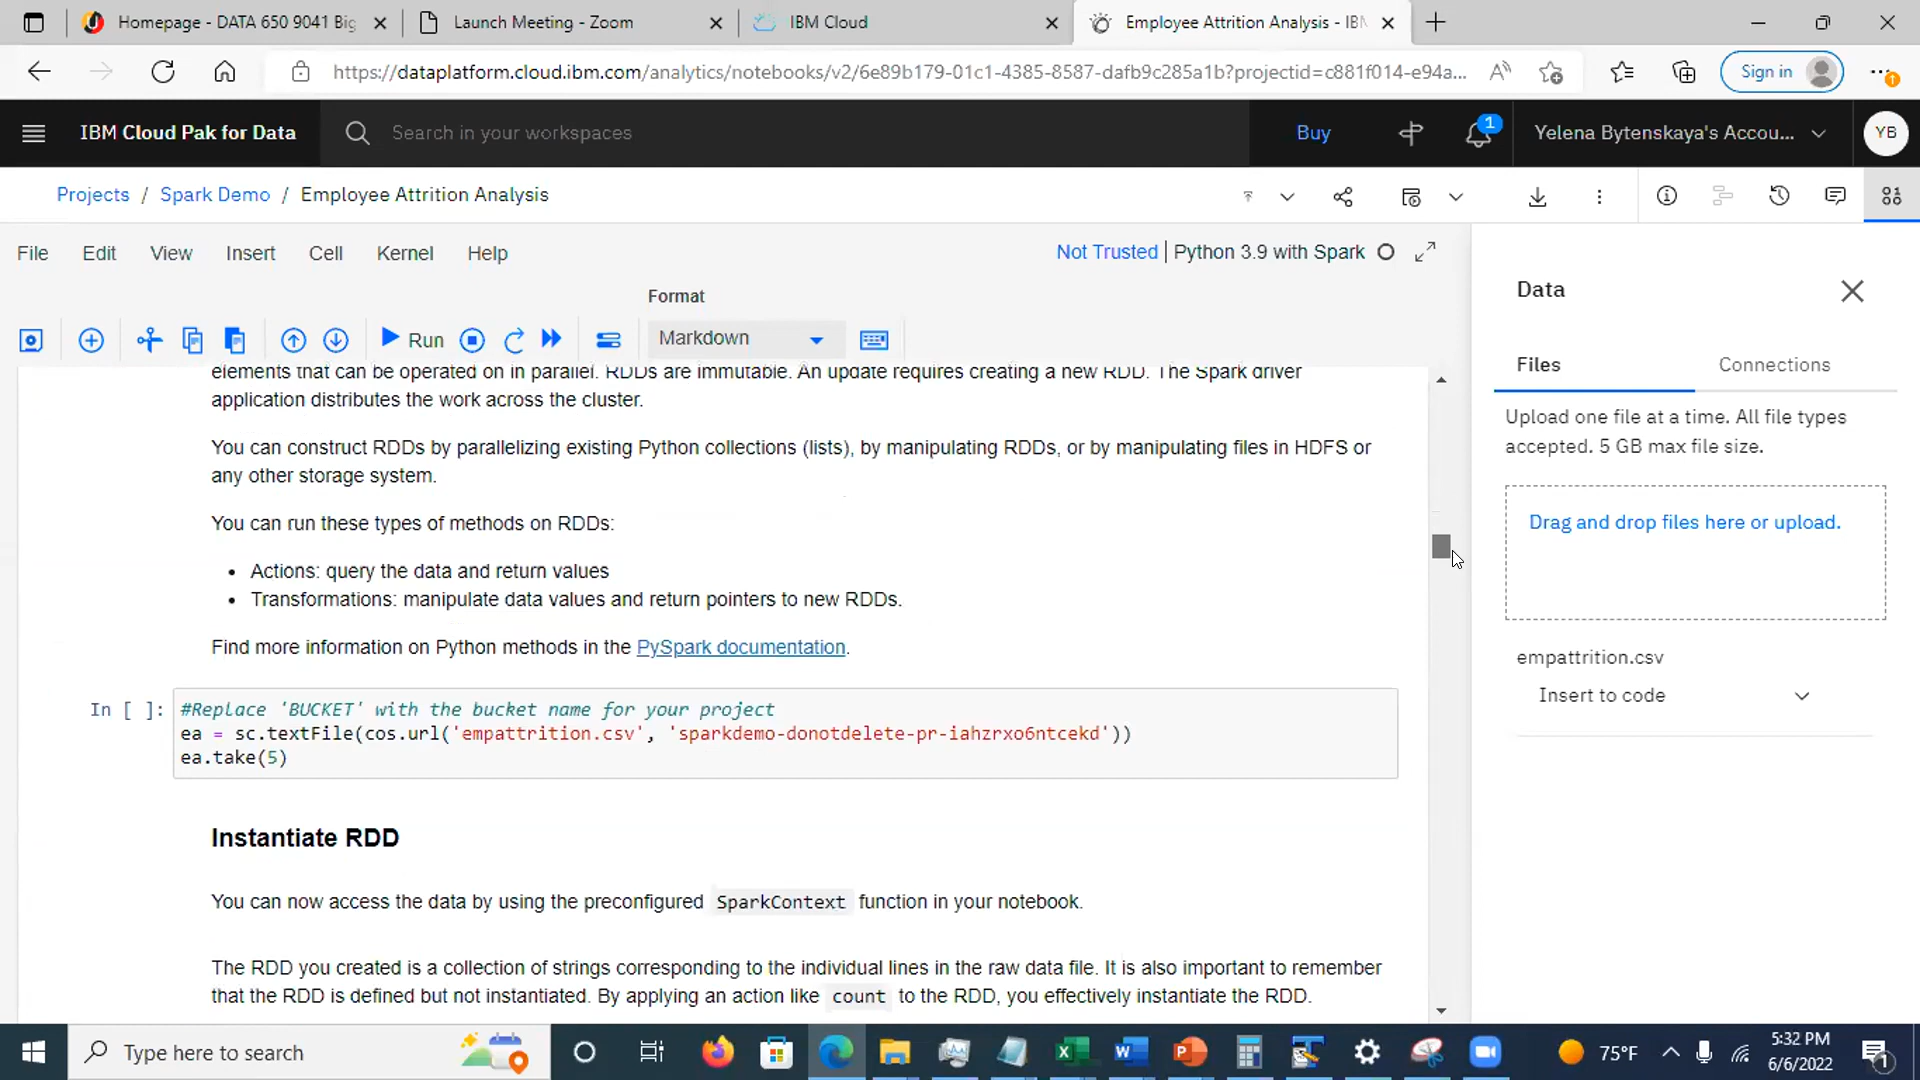 Homepage - DATA 650 9041 Big
Launch Meeting - Zoom
IBM Cloud
Employee Attrition Analysis - IBM
https://dataplatform.cloud.ibm.com/analytics/notebooks/v2/6e89b179-01c1-4385-8587-dafb9c285a1b?projectid=c881f014-e94a...
Sign in
IBM Cloud Pak for Data
Search in your workspaces
Buy
1
Yelena Bytenskaya's Accou...
YB
Projects / Spark Demo / Employee Attrition Analysis
File Edit View Insert Cell Kernel Help
Not Trusted | Python 3.9 with Spark
Format
Run
Markdown
elements that can be operated on in parallel. RDDs are immutable. An update requires creating a new RDD. The Spark driver
application distributes the work across the cluster.
You can construct RDDs by parallelizing existing Python collections (lists), by manipulating RDDs, or by manipulating files in HDFS or
any other storage system.
You can run these types of methods on RDDs:
• Actions: query the data and return values
• Transformations: manipulate data values and return pointers to new RDDs.
Find more information on Python methods in the PySpark documentation.
In [ ]:
#Replace 'BUCKET' with the bucket name for your project
ea = sc.textFile(cos.url('empattrition.csv', 'sparkdemo-donotdelete-pr-iahzrxo6ntcekd'))
ea.take(5)
Instantiate RDD
You can now access the data by using the preconfigured SparkContext function in your notebook.
The RDD you created is a collection of strings corresponding to the individual lines in the raw data file. It is also important to remember
that the RDD is defined but not instantiated. By applying an action like count to the RDD, you effectively instantiate the RDD.
Data
Files
Connections
Upload one file at a time. All file types
accepted. 5 GB max file size.
Drag and drop files here or upload.
empattrition.csv
Insert to code
Type here to search
75°F
5:32 PM
6/6/2022
1